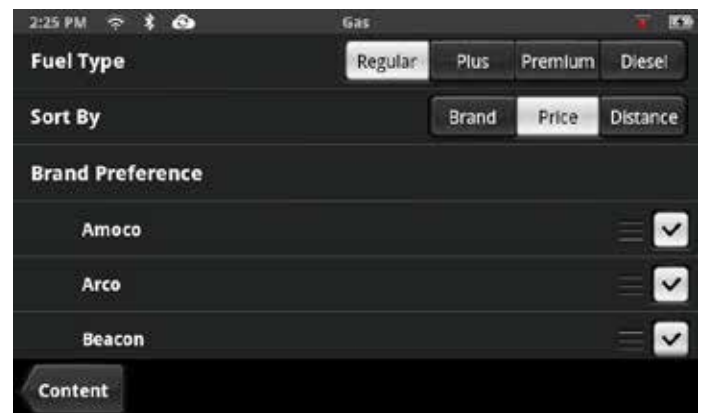 2:25 PM Gas
Fuel Type Regular Plus Premium Diesel
Sort By Brand Price Distance
Brand Preference
Amoco
Arco
Beacon
Content